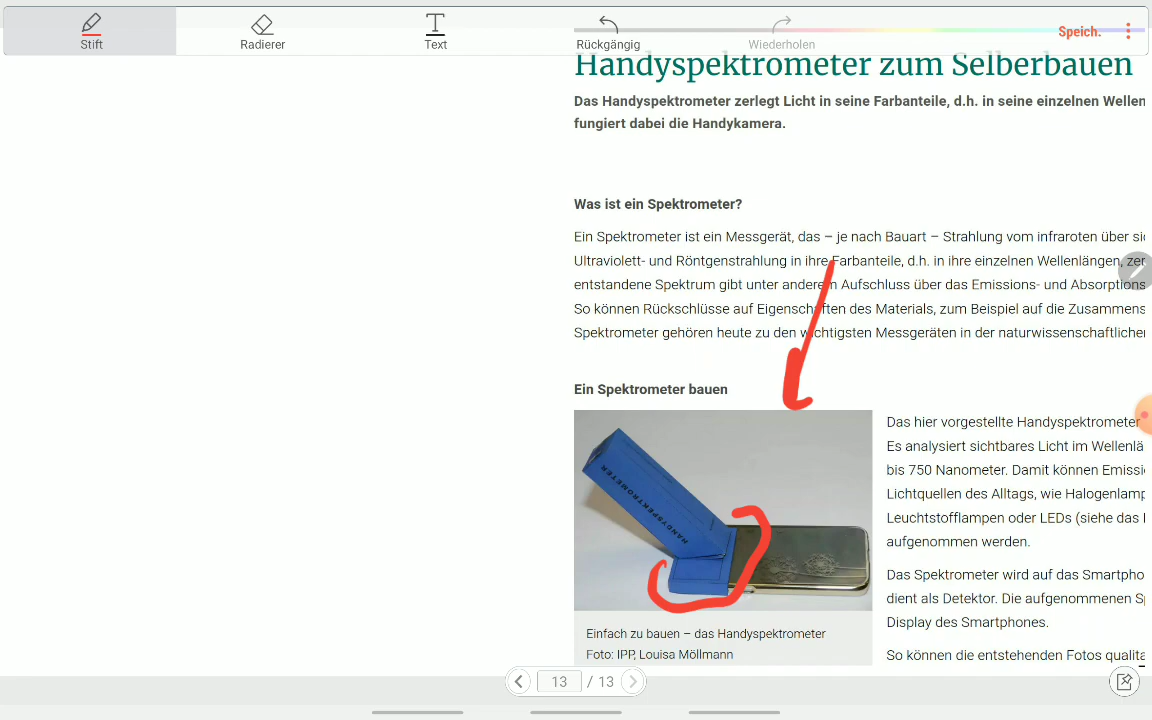 Stift
Radierer
Text
Rückgängig
Wiederholen
Speich.
Handyspektrometer zum Selberbauen
Das Handyspektrometer zerlegt Licht in seine Farbanteile, d.h. in seine einzelnen Wellen
fungiert dabei die Handykamera.
Was ist ein Spektrometer?
Ein Spektrometer ist ein Messgerät, das – je nach Bauart – Strahlung vom infraroten über si
Ultraviolett- und Röntgenstrahlung in ihre Farbanteile, d.h. in ihre einzelnen Wellenlängen, zer
entstandene Spektrum gibt unter anderem Aufschluss über das Emissions- und Absorptions
So können Rückschlüsse auf Eigenschaften des Materials, zum Beispiel auf die Zusammens
Spektrometer gehören heute zu den wichtigsten Messgeräten in der naturwissenschaftlicher
Ein Spektrometer bauen
HANDYSPEKTROMETER
Einfach zu bauen – das Handyspektrometer
Foto: IPP, Louisa Möllmann
Das hier vorgestellte Handyspektrometer
Es analysiert sichtbares Licht im Wellenlä
bis 750 Nanometer. Damit können Emissi
Lichtquellen des Alltags, wie Halogenlamp
Leuchtstofflampen oder LEDs (siehe das
aufgenommen werden.
Das Spektrometer wird auf das Smartpho
dient als Detektor. Die aufgenommenen S
Display des Smartphones.
So können die entstehenden Fotos qualita
13 / 13